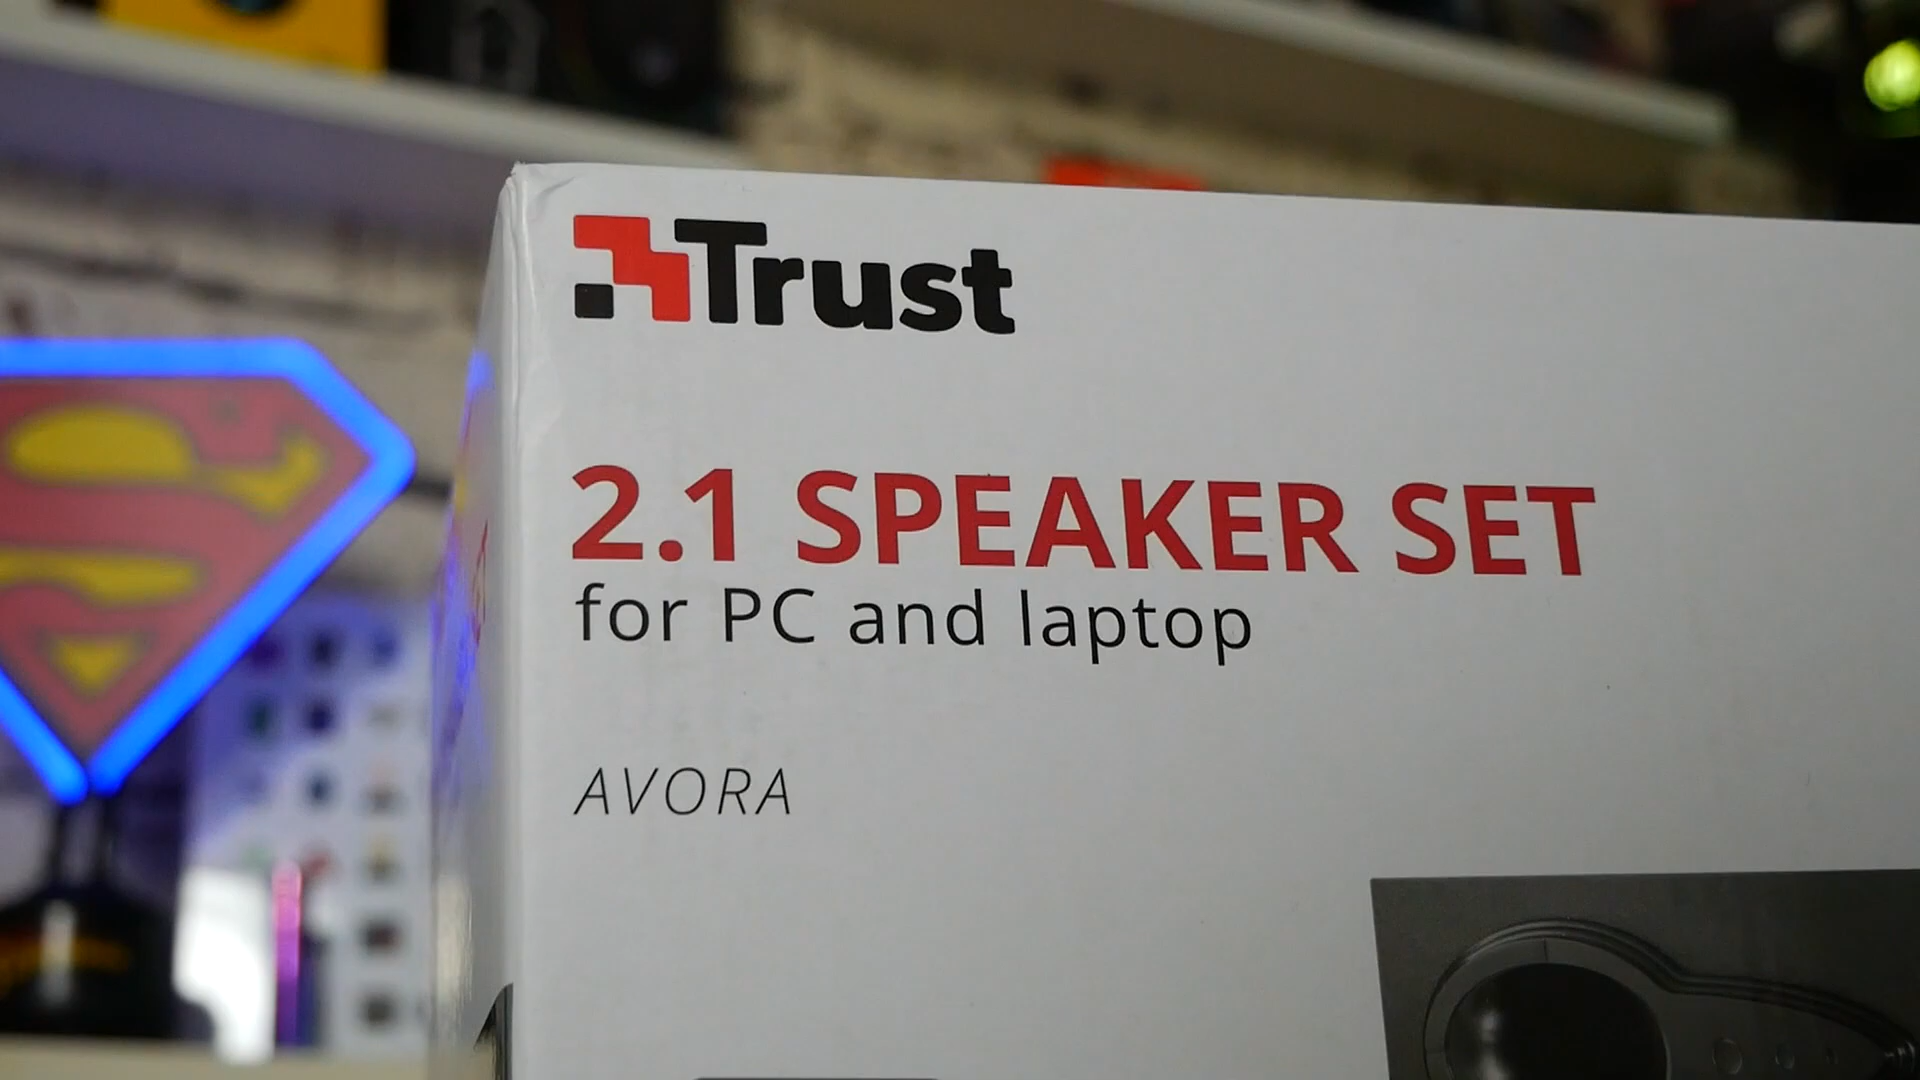 Trust
2.1 SPEAKER SET
for PC and laptop
AVORA